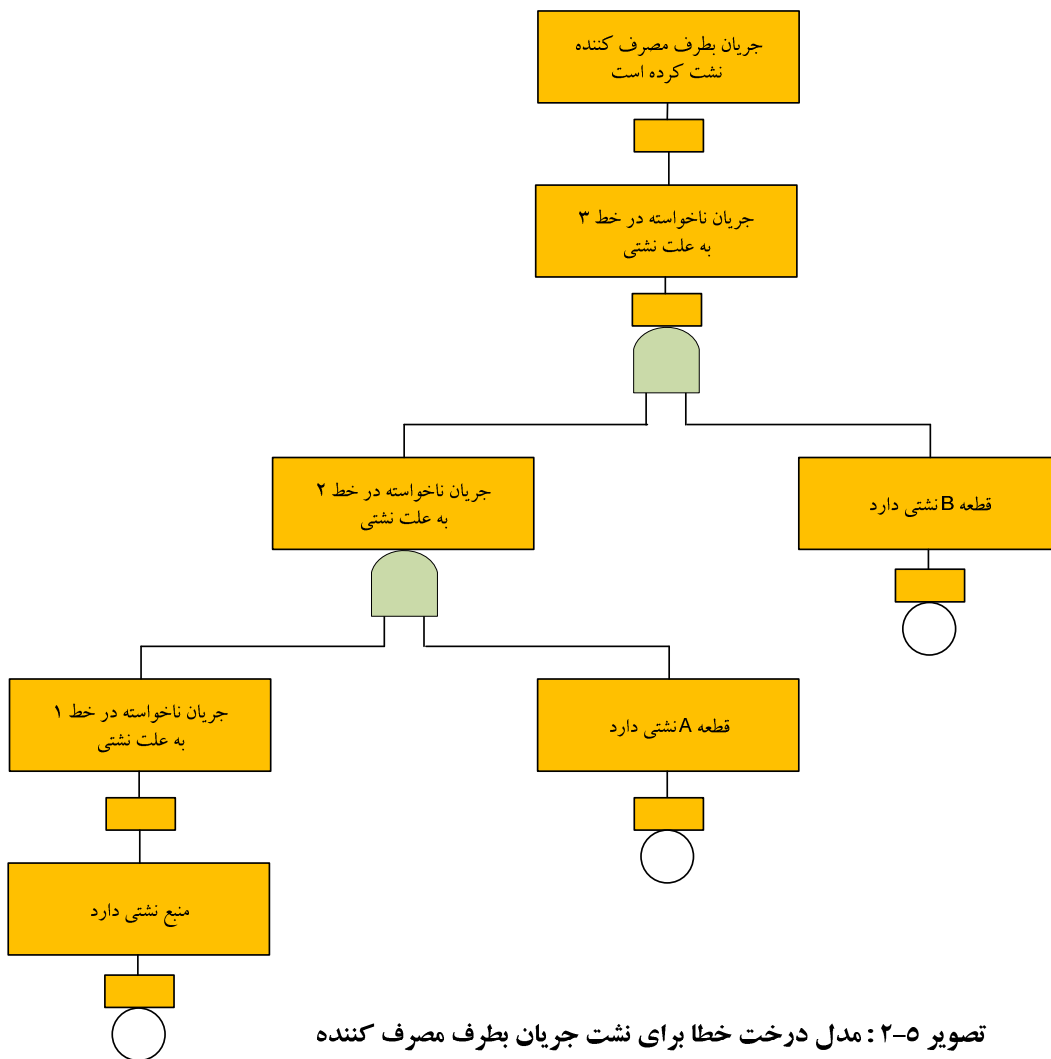 جریان بطرف مصرف کننده
نشت کرده است
جریان ناخواسته در خط ۳
به علت نشتی
جریان ناخواسته در خط ۲
به علت نشتی
قطعه B نشتی دارد
جریان ناخواسته در خط ۱
به علت نشتی
قطعه A نشتی دارد
منبع نشتی دارد
تصویر ۵-۲ : مدل درخت خطا برای نشت جریان بطرف مصرف کننده